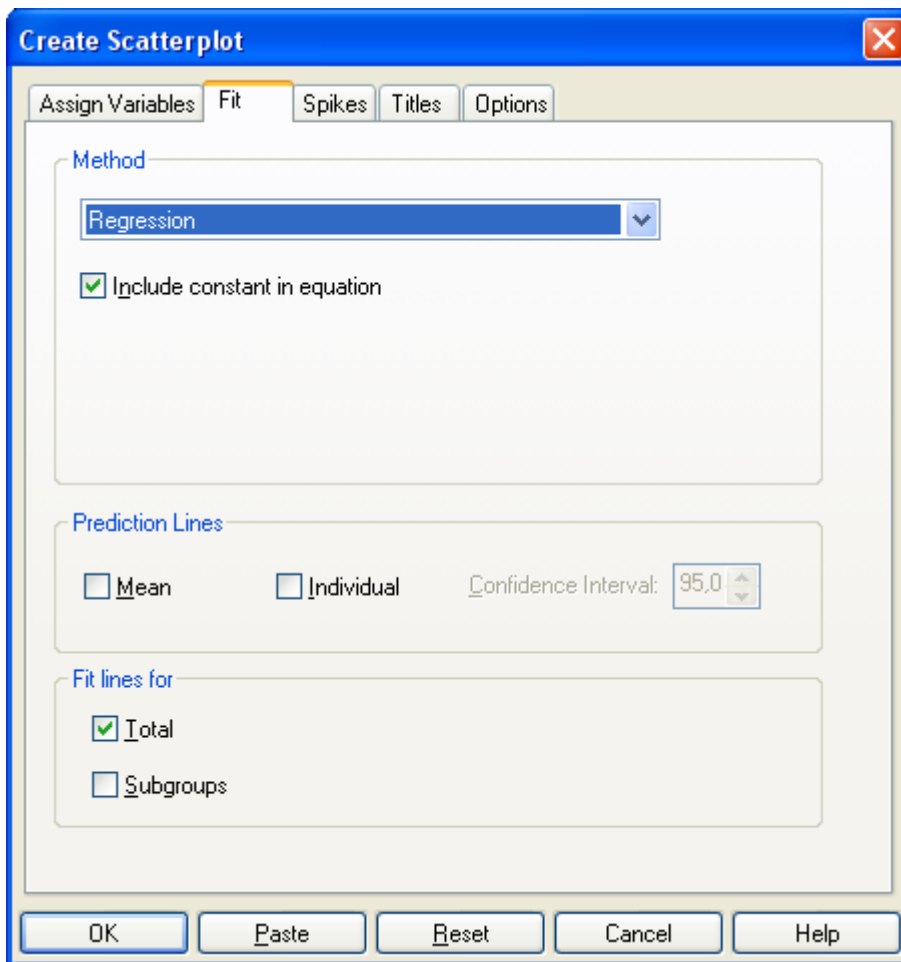 Create Scatterplot
Assign Variables Fit Spikes Titles Options
Method
Regression
Include constant in equation
Prediction Lines
Mean Individual Confidence Interval: 95,0
Fit lines for
Total
Subgroups
OK Paste Reset Cancel Help